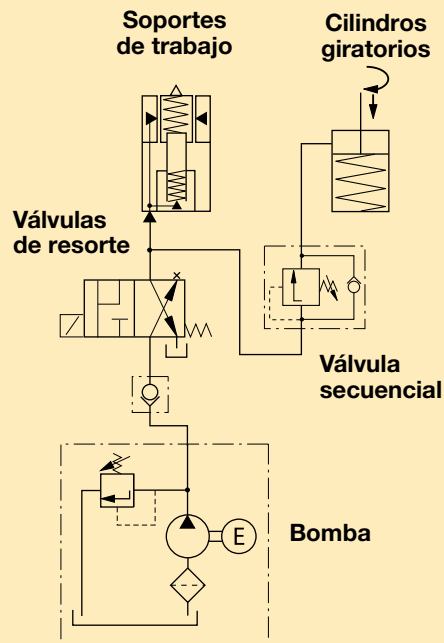 Soportes
de trabajo
Cilindros
giratorios
Válvulas
de resorte
Válvula
secuencial
Bomba
E